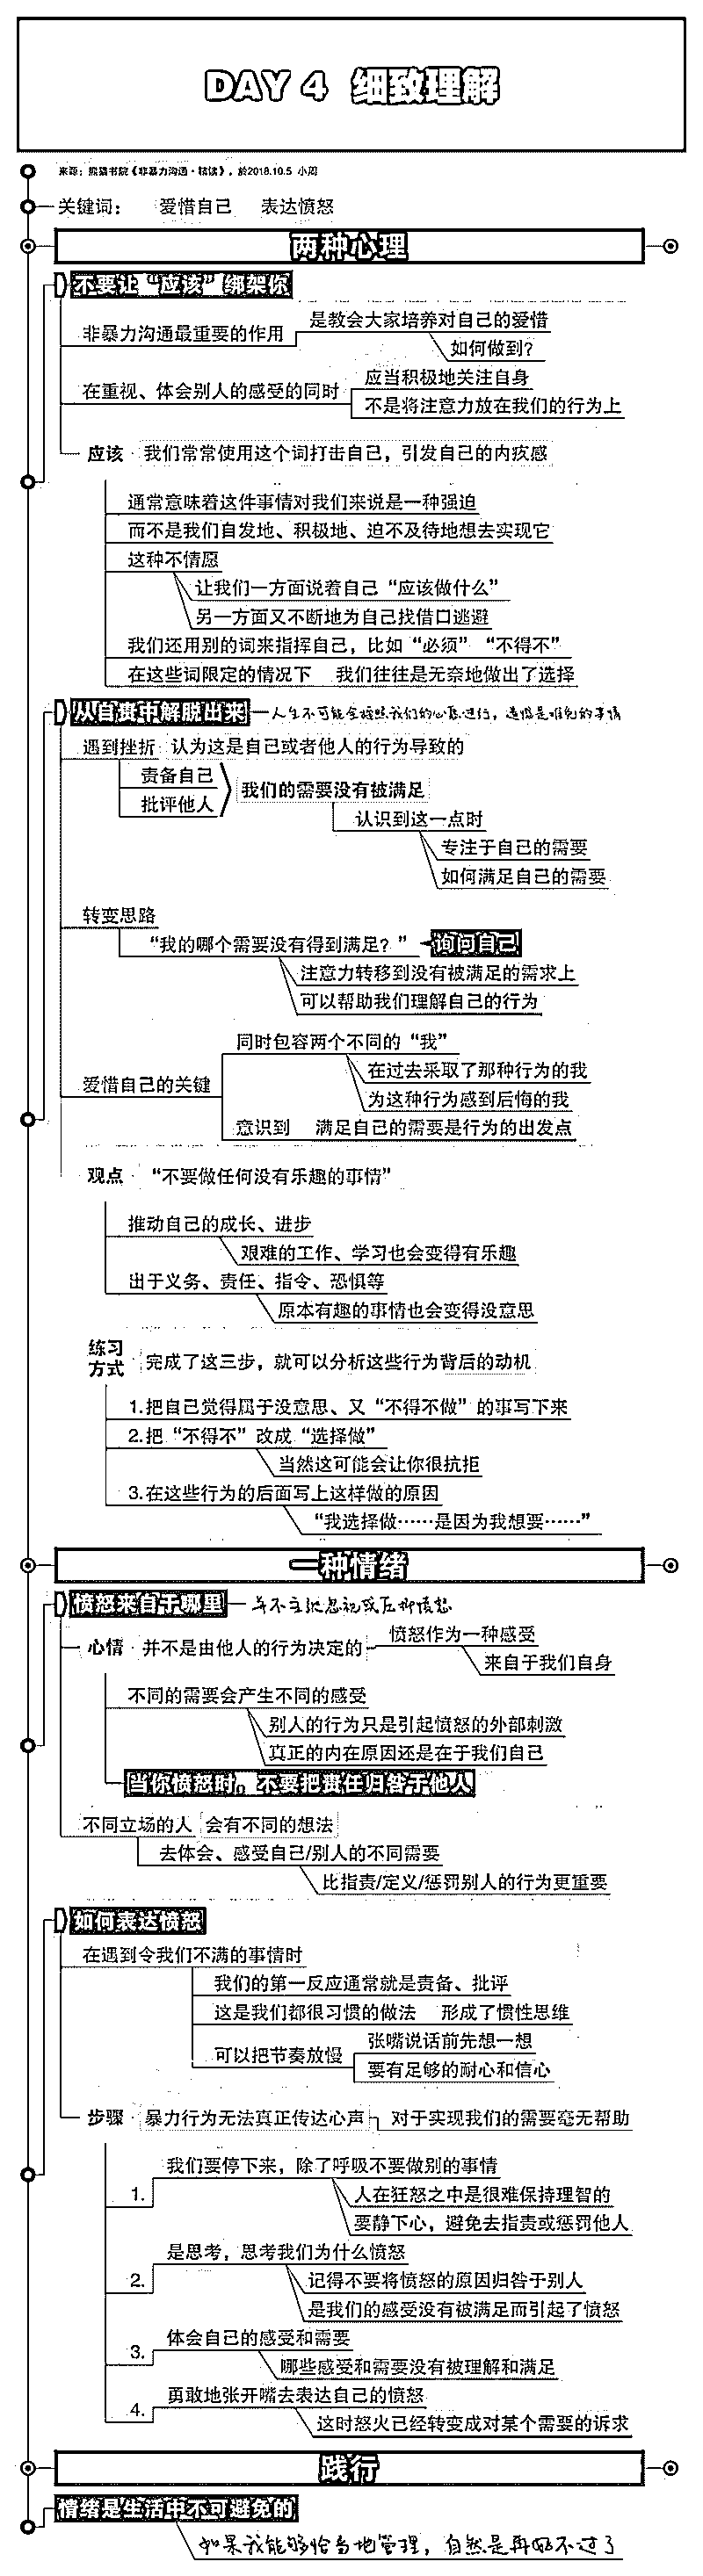 DAY 4 细致理解
来源：熊猫书院《非暴力沟通·精读》，於2018.10.5 小周
关键词： 爱惜自己 表达愤怒
两种心理
不要让“应该”绑架你
非暴力沟通最重要的作用
是教会大家培养对自己的爱惜
如何做到？
在重视、体会别人的感受的同时
应当积极地关注自身
不是将注意力放在我们的行为上
应该 我们常常使用这个词打击自己，引发自己的内疚感
通常意味着这件事情对我们来说是一种强迫
而不是我们自发地、积极地、迫不及待地想去实现它
这种不情愿
让我们一方面说着自己“应该做什么”
另一方面又不断地为自己找借口逃避
我们还用别的词来指挥自己，比如“必须”“不得不”
在这些词限定的情况下 我们往往是无奈地做出了选择
从自责中解脱出来
人生不可能全按照我们的心愿进行，遗憾是难免的事情
遇到挫折 认为这是自己或者他人的行为导致的
责备自己
批评他人
我们的需要没有被满足
认识到这一点时
专注于自己的需要
如何满足自己的需要
转变思路
“我的哪个需要没有得到满足？” 询问自己
注意力转移到没有被满足的需求上
可以帮助我们理解自己的行为
爱惜自己的关键
同时包容两个不同的“我”
在过去采取了那种行为的我
为这种行为感到后悔的我
意识到 满足自己的需要是行为的出发点
观点 “不要做任何没有乐趣的事情”
推动自己的成长、进步
艰难的工作、学习也会变得有乐趣
出于义务、责任、指令、恐惧等
原本有趣的事情也会变得没意思
练习方式 完成了这三步，就可以分析这些行为背后的动机
1.把自己觉得属于没意思、又“不得不做”的事写下来
2.把“不得不”改成“选择做”
当然这可能会让你很抗拒
3.在这些行为的后面写上这样做的原因
“我选择做……是因为我想要……”
一种情绪
愤怒来自于哪里
并不主张忽视或压抑愤怒
心情 并不是由他人的行为决定的
愤怒作为一种感受
来自于我们自身
不同的需要会产生不同的感受
别人的行为只是引起愤怒的外部刺激
真正的内在原因还是在于我们自己
当你愤怒时。不要把责任归咎于他人
不同立场的人 会有不同的想法
去体会、感受自己/别人的不同需要
比指责/定义/惩罚别人的行为更重要
如何表达愤怒
在遇到令我们不满的事情时
我们的第一反应通常就是责备、批评
这是我们都很习惯的做法 形成了惯性思维
可以把节奏放慢
张嘴说话前先想一想
要有足够的耐心和信心
步骤 暴力行为无法真正传达心声 对于实现我们的需要毫无帮助
1. 我们要停下来，除了呼吸不要做别的事情
人在狂怒之中是很难保持理智的
要静下心，避免去指责或惩罚他人
2. 是思考，思考我们为什么愤怒
记得不要将愤怒的原因归咎于别人
是我们的感受没有被满足而引起了愤怒
3. 体会自己的感受和需要
哪些感受和需要没有被理解和满足
4. 勇敢地张开嘴去表达自己的愤怒
这时怒火已经转变成对某个需要的诉求
践行
情绪是生活中不可避免的
如果我能够恰当地管理，自然是再好不过了